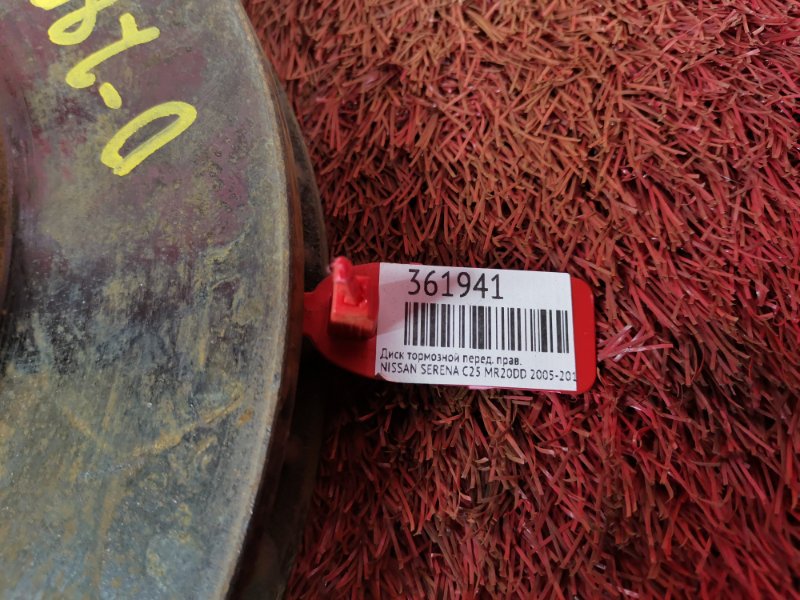 361941
Диск тормозной перед. прав.
NISSAN SERENA C25 MR20DD 2005-201